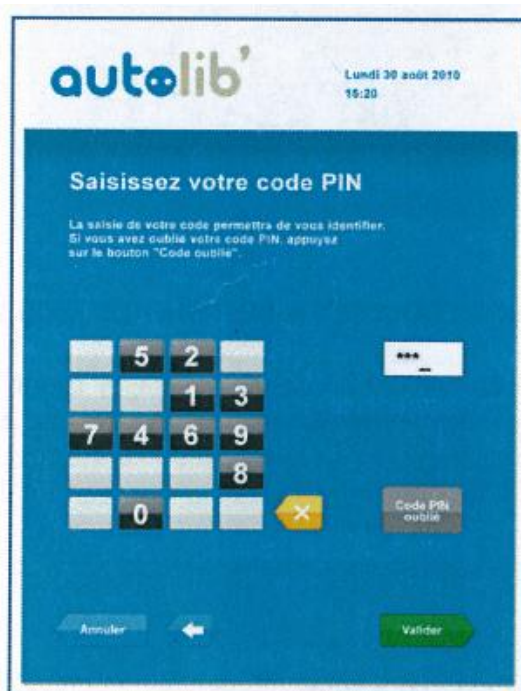 autolib'
Lundi 30 août 2010
15:20
Saisissez votre code PIN
La saisie de votre code permettra de vous identifier.
Si vous avez oublié votre code PIN, appuyez
sur le bouton "Code oublié".
5 2
***_
1 3
7 4 6 9
8
0
Code PIN
oublié
Annuler
Valider